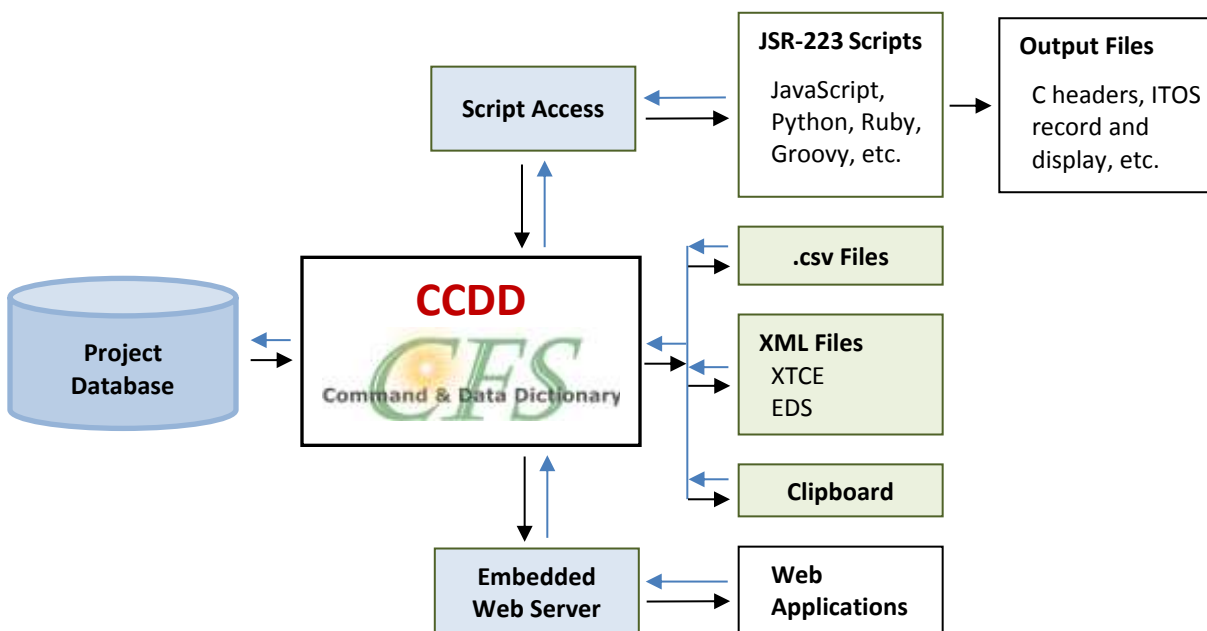 JSR-223 Scripts
JavaScript,
Python, Ruby,
Groovy, etc.
Output Files
C headers, ITOS
record and
display, etc.
Script Access
Project
Database
CCDD
CFS
Command & Data Dictionary
.csv Files
XML Files
XTCE
EDS
Clipboard
Embedded
Web Server
Web
Applications